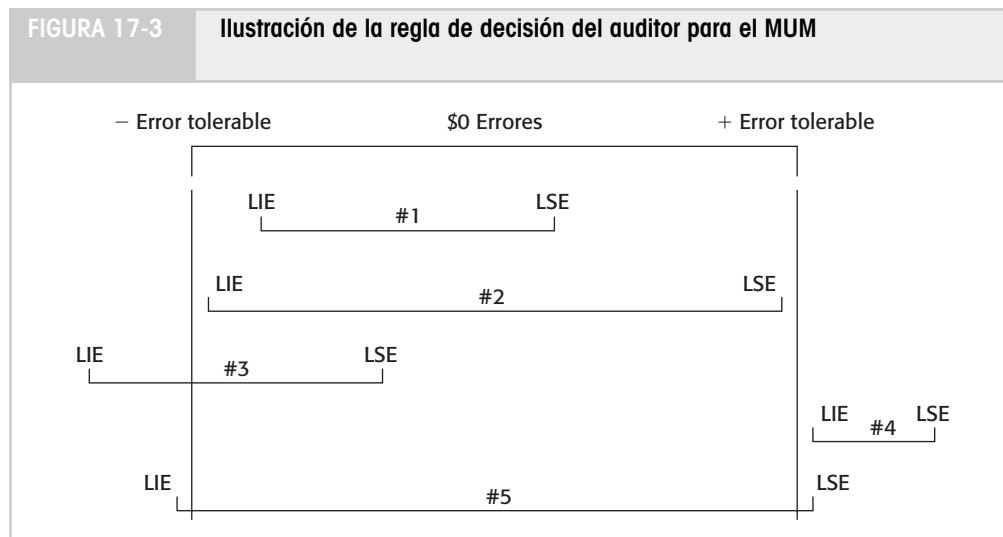 FIGURA 17-3
Ilustración de la regla de decisión del auditor para el MUM
− Error tolerable $0 Errores + Error tolerable
LIE LSE
#1
LIE LSE
#2
LIE LSE
#3
LIE LSE
#4
LIE LSE
#5